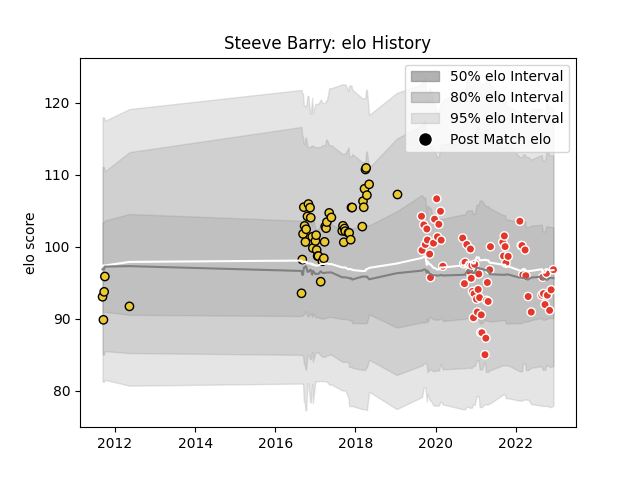 Steeve Barry: elo History
50% elo Interval
80% elo Interval
95% elo Interval
Post Match elo
elo score
120
110
100
90
80
2012
2014
2016
2018
2020
2022